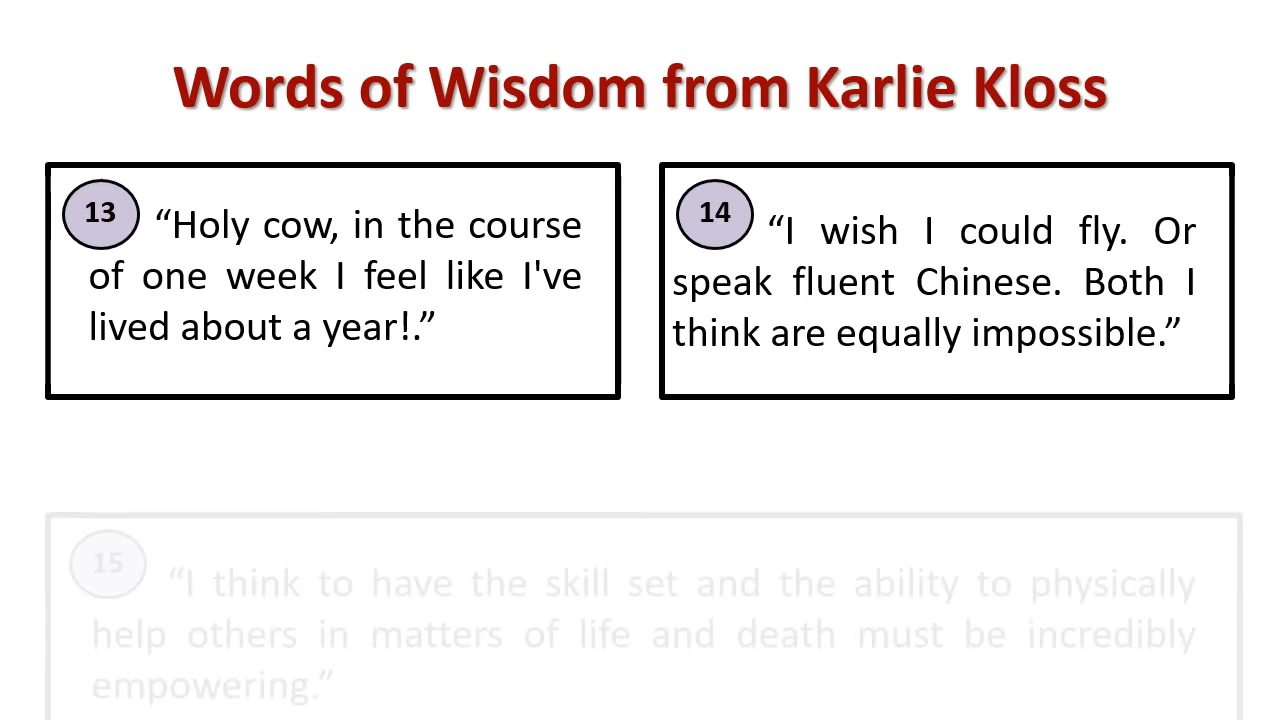 Words of Wisdom from Karlie Kloss
13
“Holy cow, in the course
of one week I feel like I've
lived about a year!.”
14
“I wish I could fly. Or
speak fluent Chinese. Both I
think are equally impossible.”
15
“I think to have the skill set and the ability to physically
help others in matters of life and death must be incredibly
empowering.”